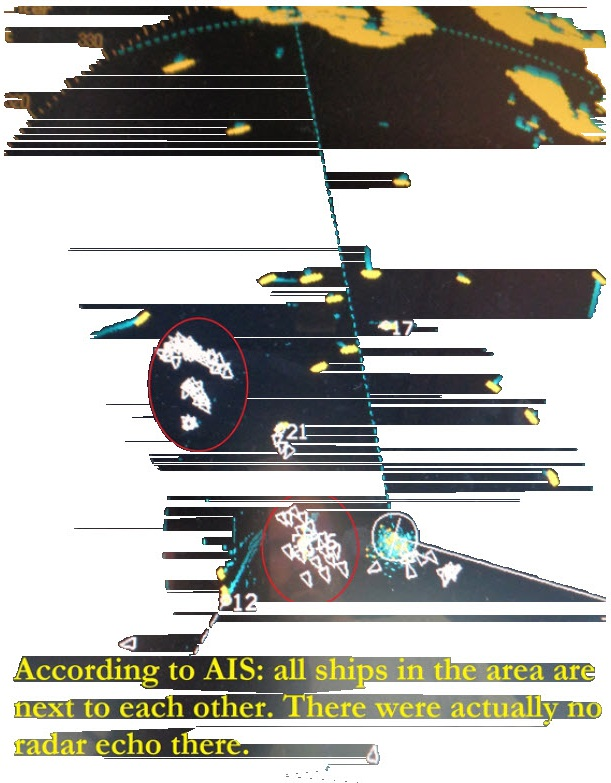 330
17
21
12
According to AIS: all ships in the area are
next to each other. There were actually no
radar echo there.